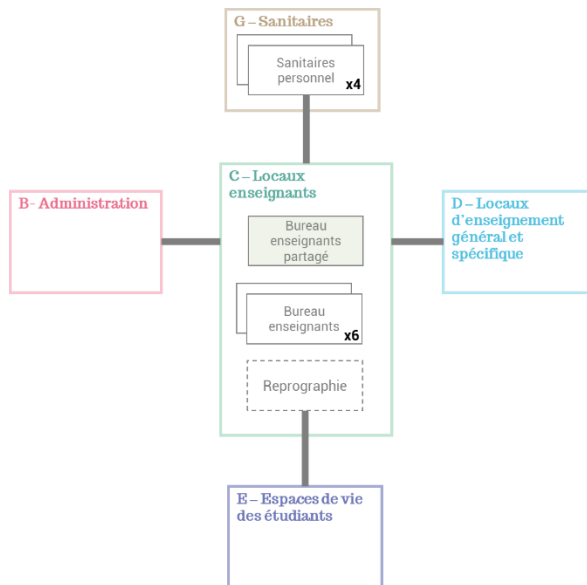 G – Sanitaires
Sanitaires
personnel
x4
C – Locaux
enseignants
B- Administration
D – Locaux
d'enseignement
général et
spécifique
Bureau
enseignants
partagé
Bureau
enseignants
x6
Reprographie
E – Espaces de vie
des étudiants